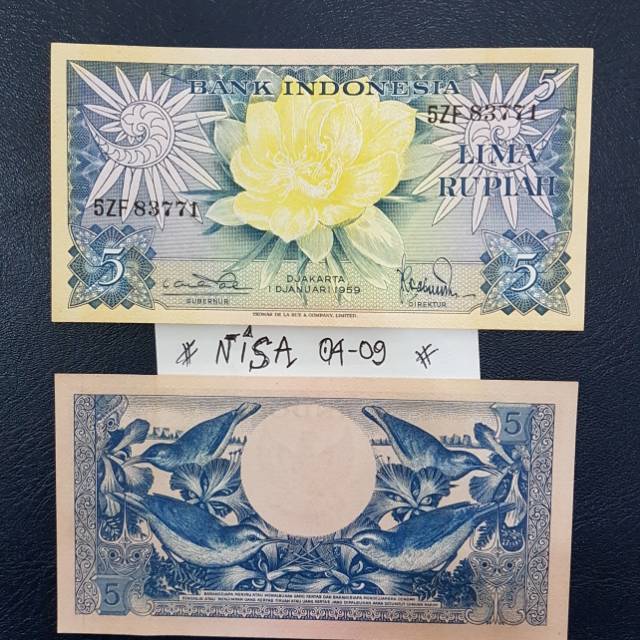 BANK INDONESIA
5
5ZF 83771
LIMA
RUPIAH
5ZF 83771
5
5
DJAKARTA
1 DJANUARI 1959
GUBERNUR
DIREKTUR
THOMAS DE LA RUE & COMPANY, LIMITED.
# NISA 04-09 #
5
5